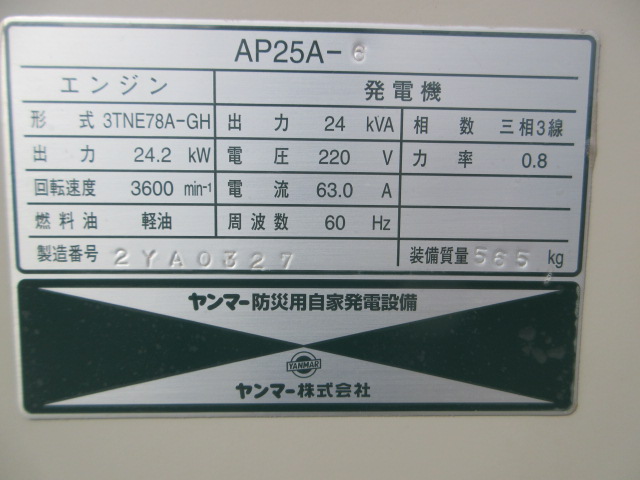 AP25A-6
エンジン 発電機
形式 3TNE78A-GH 出力 24 kVA 相数 三相3線
出力 24.2 kW 電圧 220 V 力率 0.8
回転速度 3600 min-1 電流 63.0 A
燃料油 軽油 周波数 60 Hz
製造番号 2YA0327 装備質量 565 kg
ヤンマー防災用自家発電設備
YANMAR
ヤンマー株式会社